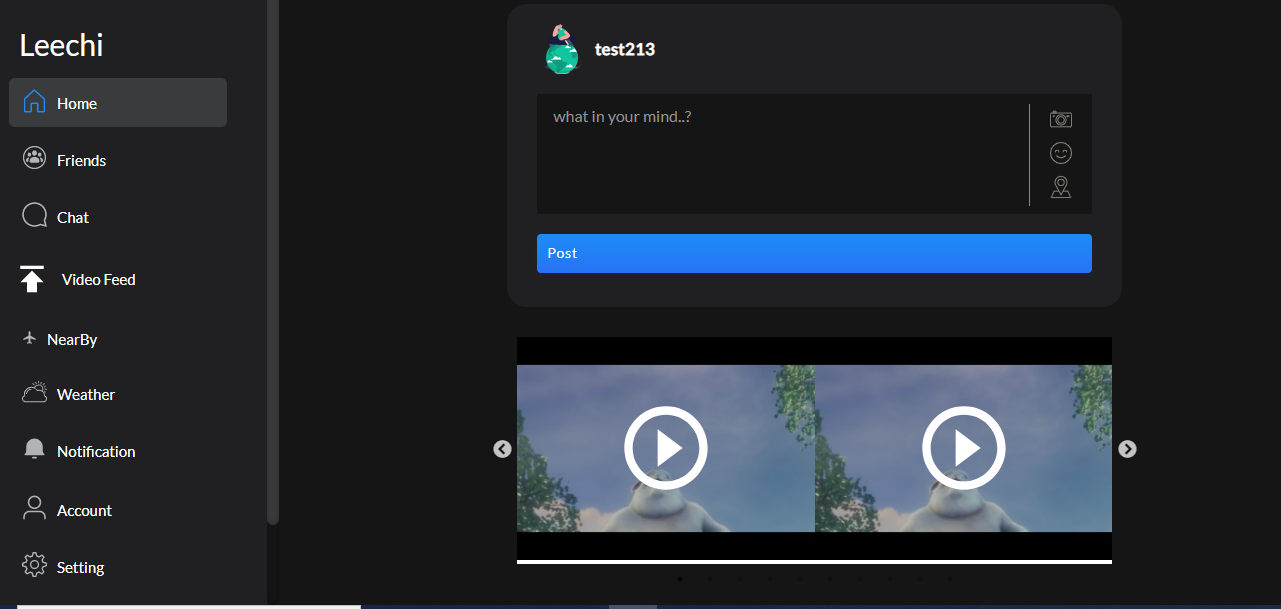 Leechi
Home
Friends
Chat
Video Feed
NearBy
Weather
Notification
Account
Setting
test213
what in your mind..?
Post